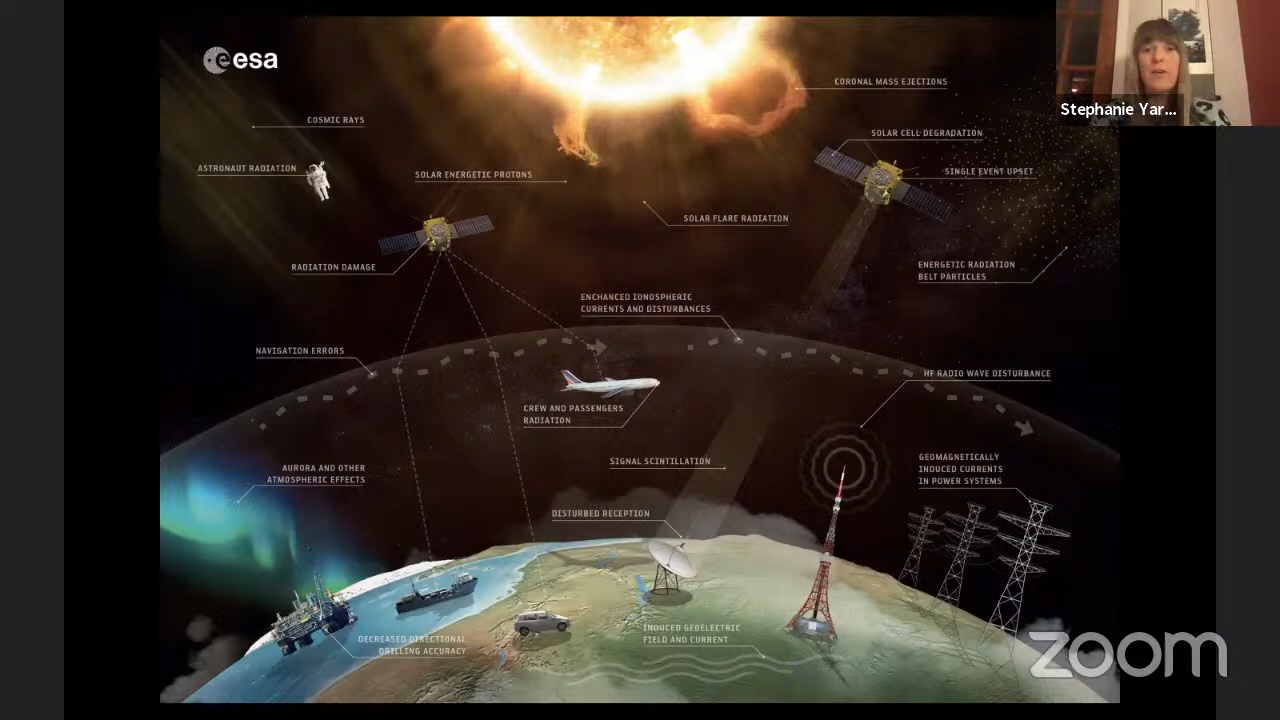 esa
CORONAL MASS EJECTIONS
Stephanie Yar...
COSMIC RAYS
SOLAR CELL DEGRADATION
ASTRONAUT RADIATION
SOLAR ENERGETIC PROTONS
SINGLE EVENT UPSET
SOLAR FLARE RADIATION
RADIATION DAMAGE
ENERGETIC RADIATION
BELT PARTICLES
ENCHANCED IONOSPHERIC
CURRENTS AND DISTURBANCES
NAVIGATION ERRORS
HF RADIO WAVE DISTURBANCE
CREW AND PASSENGERS
RADIATION
SIGNAL SCINTILLATION
GEOMAGNETICALLY
INDUCED CURRENTS
IN POWER SYSTEMS
AURORA AND OTHER
ATMOSPHERIC EFFECTS
DISTURBED RECEPTION
DECREASED DIRECTIONAL
DRILLING ACCURACY
INDUCED GEOELECTRIC
FIELD AND CURRENT
zoom